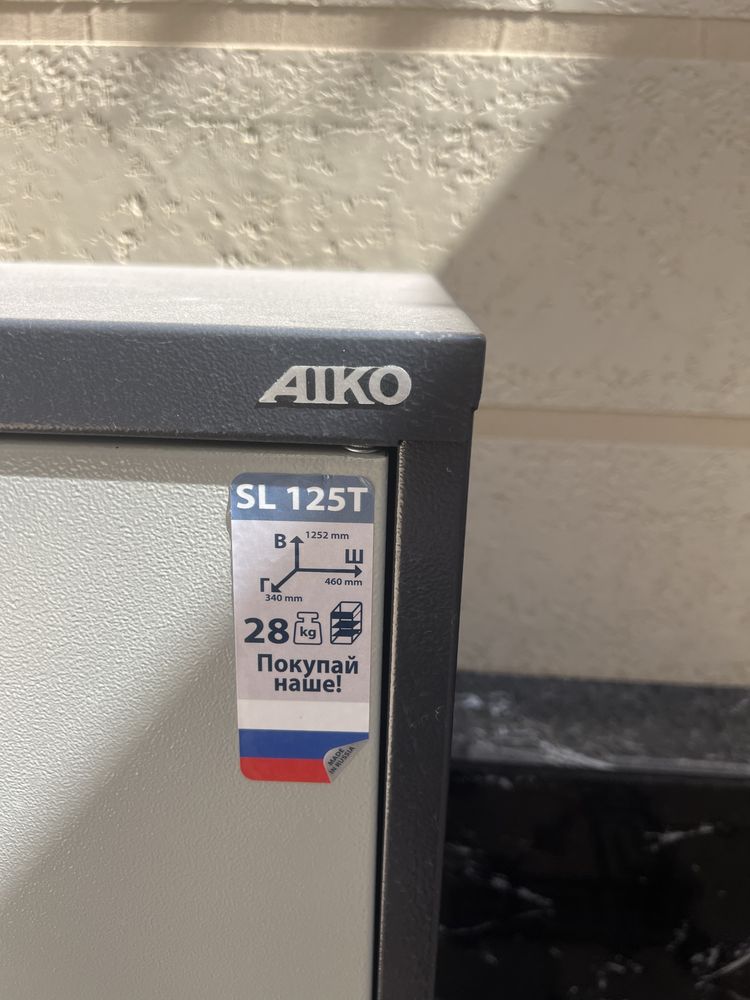 AIKO
SL 125T
В 1252 mm
Ш
460 mm
Г
340 mm
28 kg
Покупай
наше!
MADE
IN RUSSIA